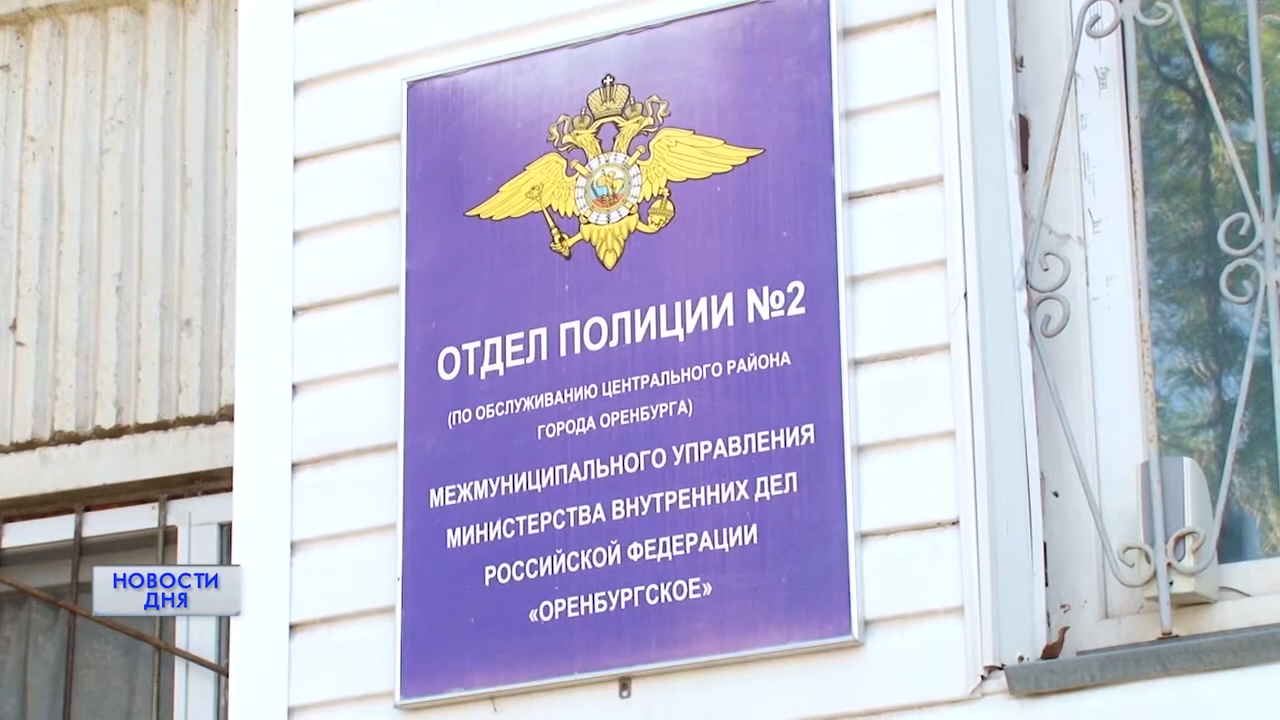 ОТДЕЛ ПОЛИЦИИ №2
(ПО ОБСЛУЖИВАНИЮ ЦЕНТРАЛЬНОГО РАЙОНА
ГОРОДА ОРЕНБУРГА)
МЕЖМУНИЦИПАЛЬНОГО УПРАВЛЕНИЯ
МИНИСТЕРСТВА ВНУТРЕННИХ ДЕЛ
РОССИЙСКОЙ ФЕДЕРАЦИИ
«ОРЕНБУРГСКОЕ»
НОВОСТИ
ДНЯ